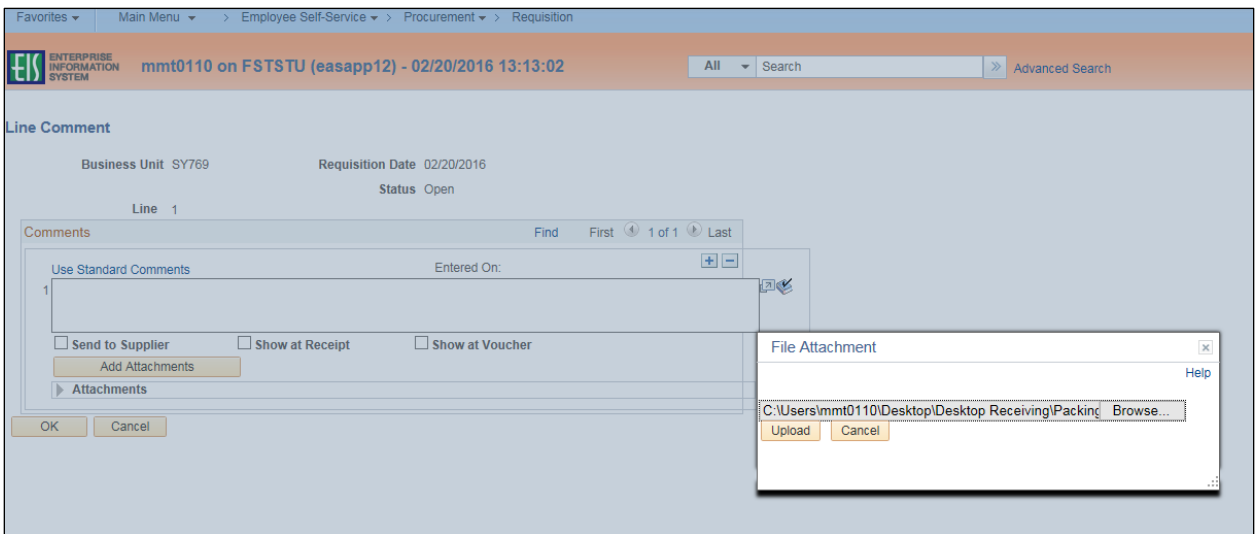 Favorites Main Menu > Employee Self-Service > Procurement > Requisition
EIS ENTERPRISE
INFORMATION
SYSTEM
mmt0110 on FSTSTU (easapp12) - 02/20/2016 13:13:02
All Search » Advanced Search
Line Comment
Business Unit SY769 Requisition Date 02/20/2016
Status Open
Line 1
Comments Find First 1 of 1 Last
Use Standard Comments Entered On:
1
Send to Supplier Show at Receipt Show at Voucher
Add Attachments
Attachments
OK Cancel
File Attachment
Help
C:\Users\mmt0110\Desktop\Desktop Receiving\Packing Browse...
Upload Cancel